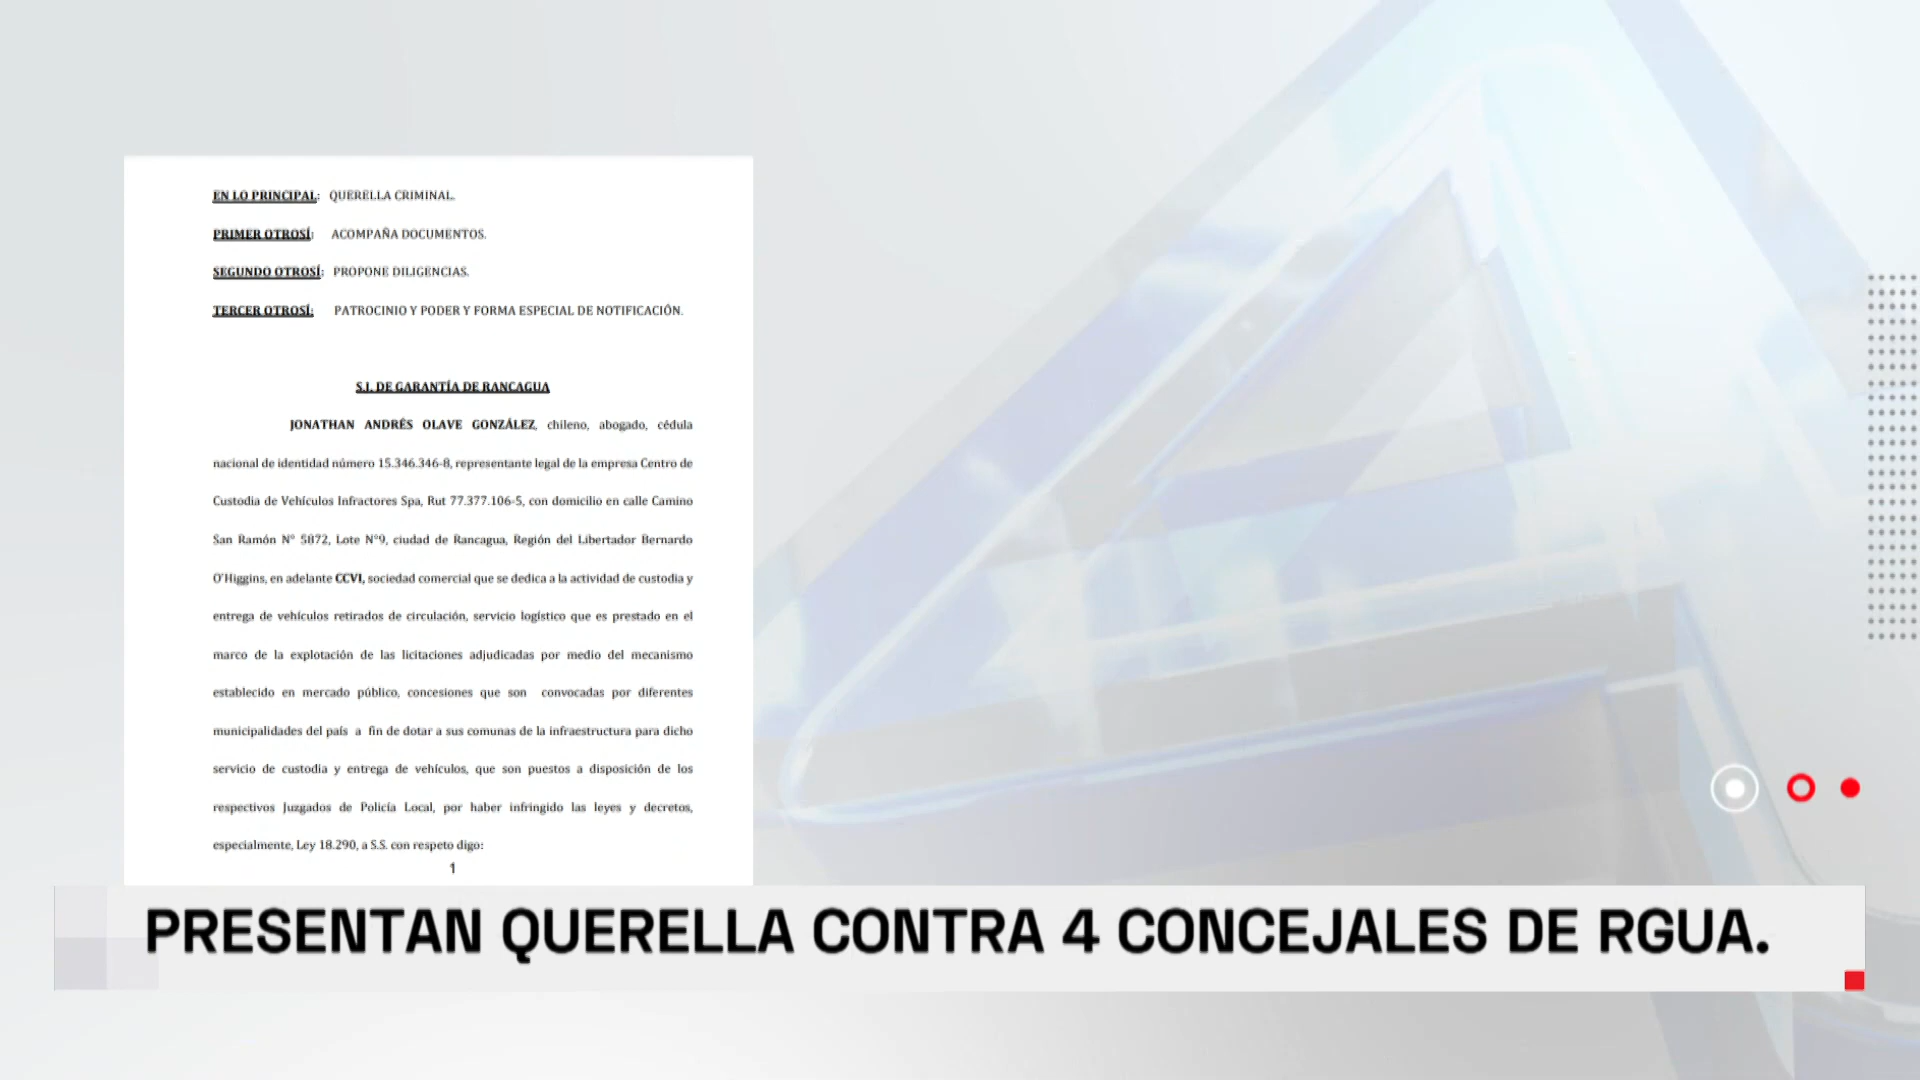 EN LO PRINCIPAL: QUERELLA CRIMINAL.
PRIMER OTROSÍ: ACOMPAÑA DOCUMENTOS.
SEGUNDO OTROSÍ: PROPONE DILIGENCIAS.
TERCER OTROSÍ: PATROCINIO Y PODER Y FORMA ESPECIAL DE NOTIFICACIÓN.
S.J. DE GARANTÍA DE RANCAGUA
JONATHAN ANDRÉS OLAVE GONZÁLEZ, chileno, abogado, cédula
nacional de identidad número 15.346.346-8, representante legal de la empresa Centro de
Custodia de Vehículos Infractores Spa, Rut 77.377.106-5, con domicilio en calle Camino
San Ramón N° 5872, Lote N°9, ciudad de Rancagua, Región del Libertador Bernardo
O'Higgins, en adelante CCVI, sociedad comercial que se dedica a la actividad de custodia y
entrega de vehículos retirados de circulación, servicio logístico que es prestado en el
marco de la explotación de las licitaciones adjudicadas por medio del mecanismo
establecido en mercado público, concesiones que son convocadas por diferentes
municipalidades del país a fin de dotar a sus comunas de la infraestructura para dicho
servicio de custodia y entrega de vehículos, que son puestos a disposición de los
respectivos Juzgados de Policía Local, por haber infringido las leyes y decretos,
especialmente, Ley 18.290, a S.S. con respeto digo:
1
PRESENTAN QUERELLA CONTRA 4 CONCEJALES DE RGUA.